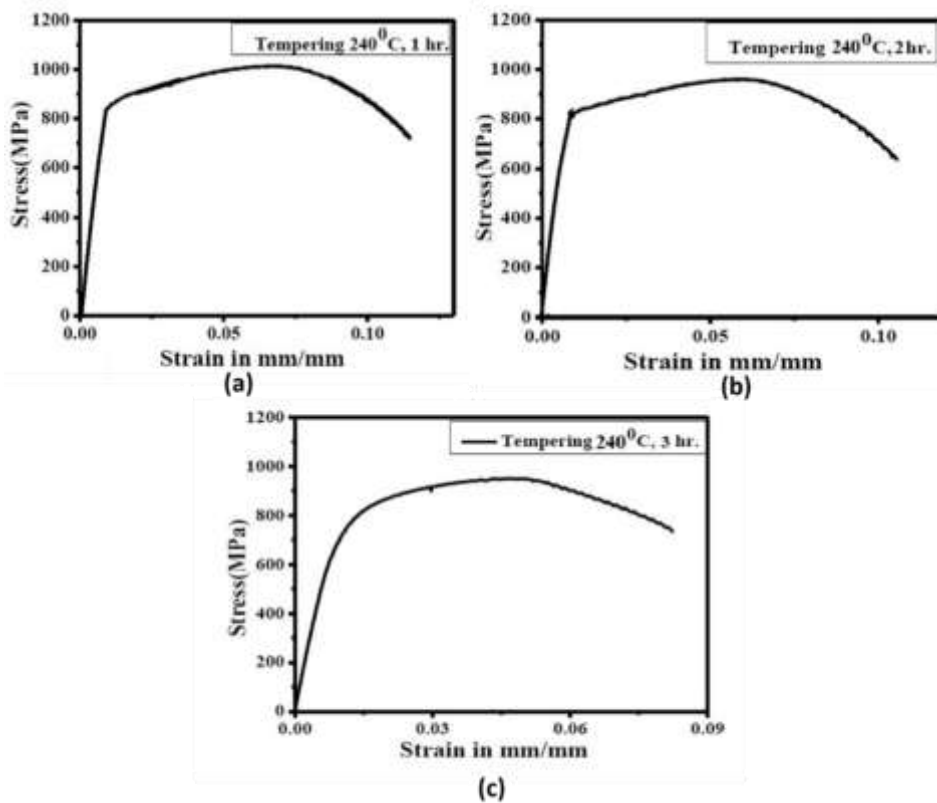 1200
Tempering 240⁰C, 1 hr.
1000
800
600
400
200
0
0.00
0.05
0.10
Stress(MPa)
Strain in mm/mm
(a)
1200
Tempering 240⁰C, 2hr.
1000
800
600
400
200
0
0.00
0.05
0.10
Stress(MPa)
Strain in mm/mm
(b)
1200
Tempering 240⁰C, 3 hr.
1000
800
600
400
200
0
0.00
0.03
0.06
0.09
Stress(MPa)
Strain in mm/mm
(c)